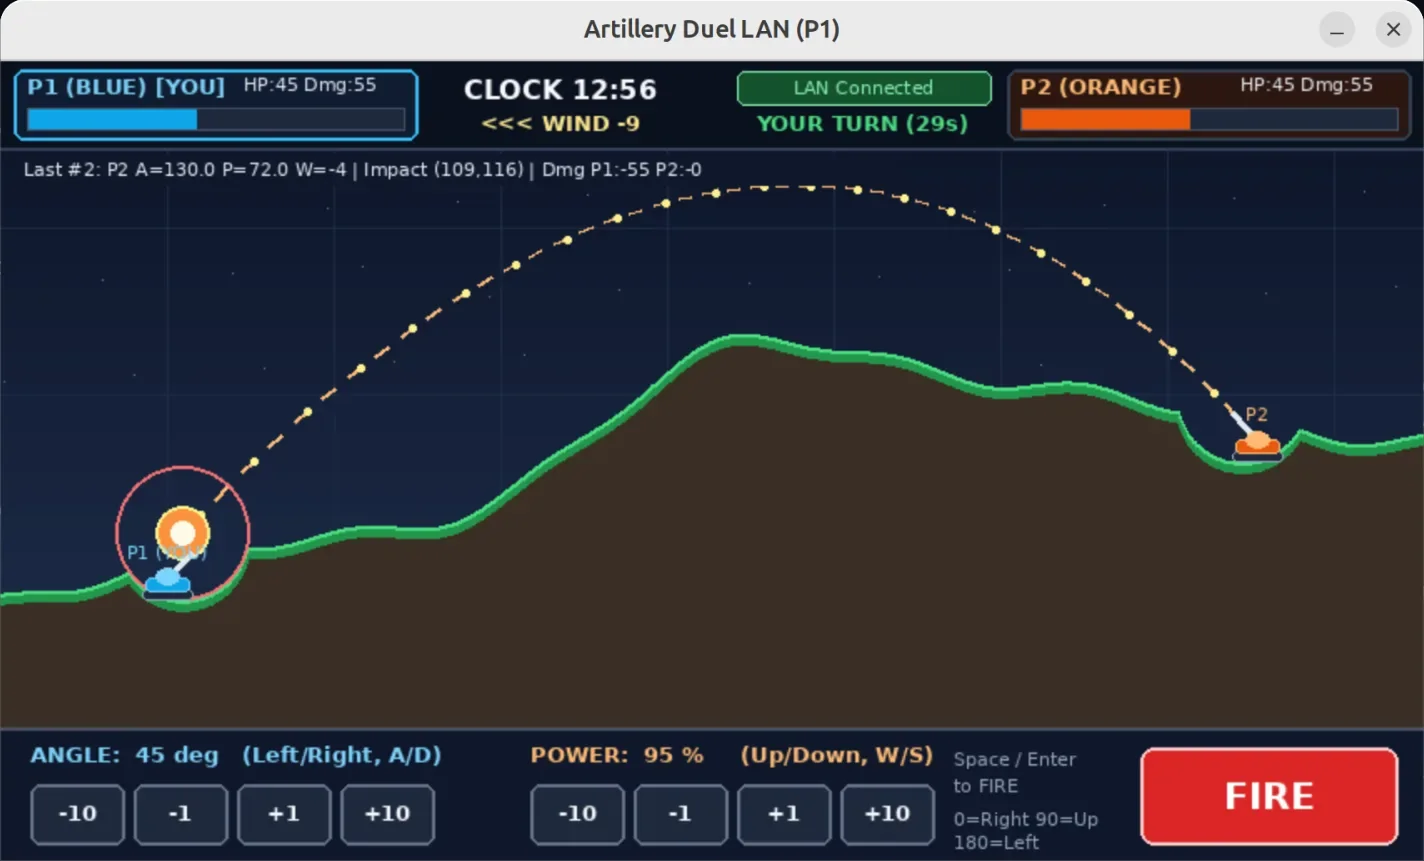 Artillery Duel LAN (P1)
P1 (BLUE) [YOU] HP:45 Dmg:55
CLOCK 12:56
<<< WIND -9
LAN Connected
YOUR TURN (29s)
P2 (ORANGE) HP:45 Dmg:55
Last #2: P2 A=130.0 P=72.0 W=-4 | Impact (109,116) | Dmg P1:-55 P2:-0
P2
P1
ANGLE: 45 deg (Left/Right, A/D)
-10 -1 +1 +10
POWER: 95 % (Up/Down, W/S)
-10 -1 +1 +10
Space / Enter
to FIRE
0=Right 90=Up
180=Left
FIRE